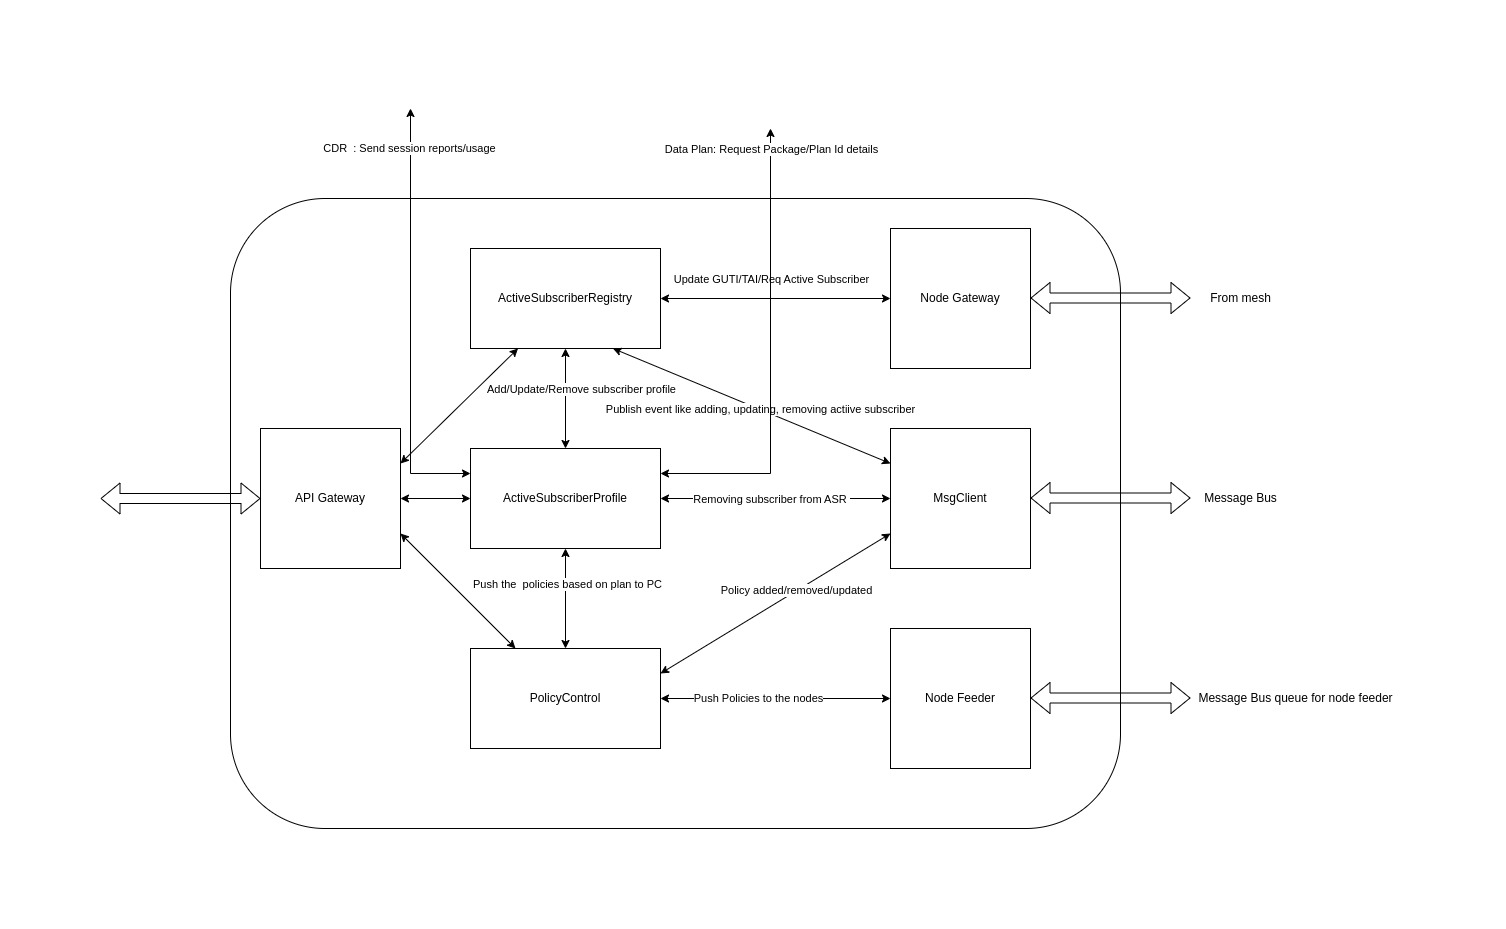 CDR  : Send session reports/usage
Data Plan: Request Package/Plan Id details
Update GUTI/TAI/Req Active Subscriber
ActiveSubscriberRegistry
Node Gateway
From mesh
Add/Update/Remove subscriber profile
Publish event like adding, updating, removing actiive subscriber
API Gateway
ActiveSubscriberProfile
Removing subscriber from ASR
MsgClient
Message Bus
Push the  policies based on plan to PC
Policy added/removed/updated
PolicyControl
Push Policies to the nodes
Node Feeder
Message Bus queue for node feeder